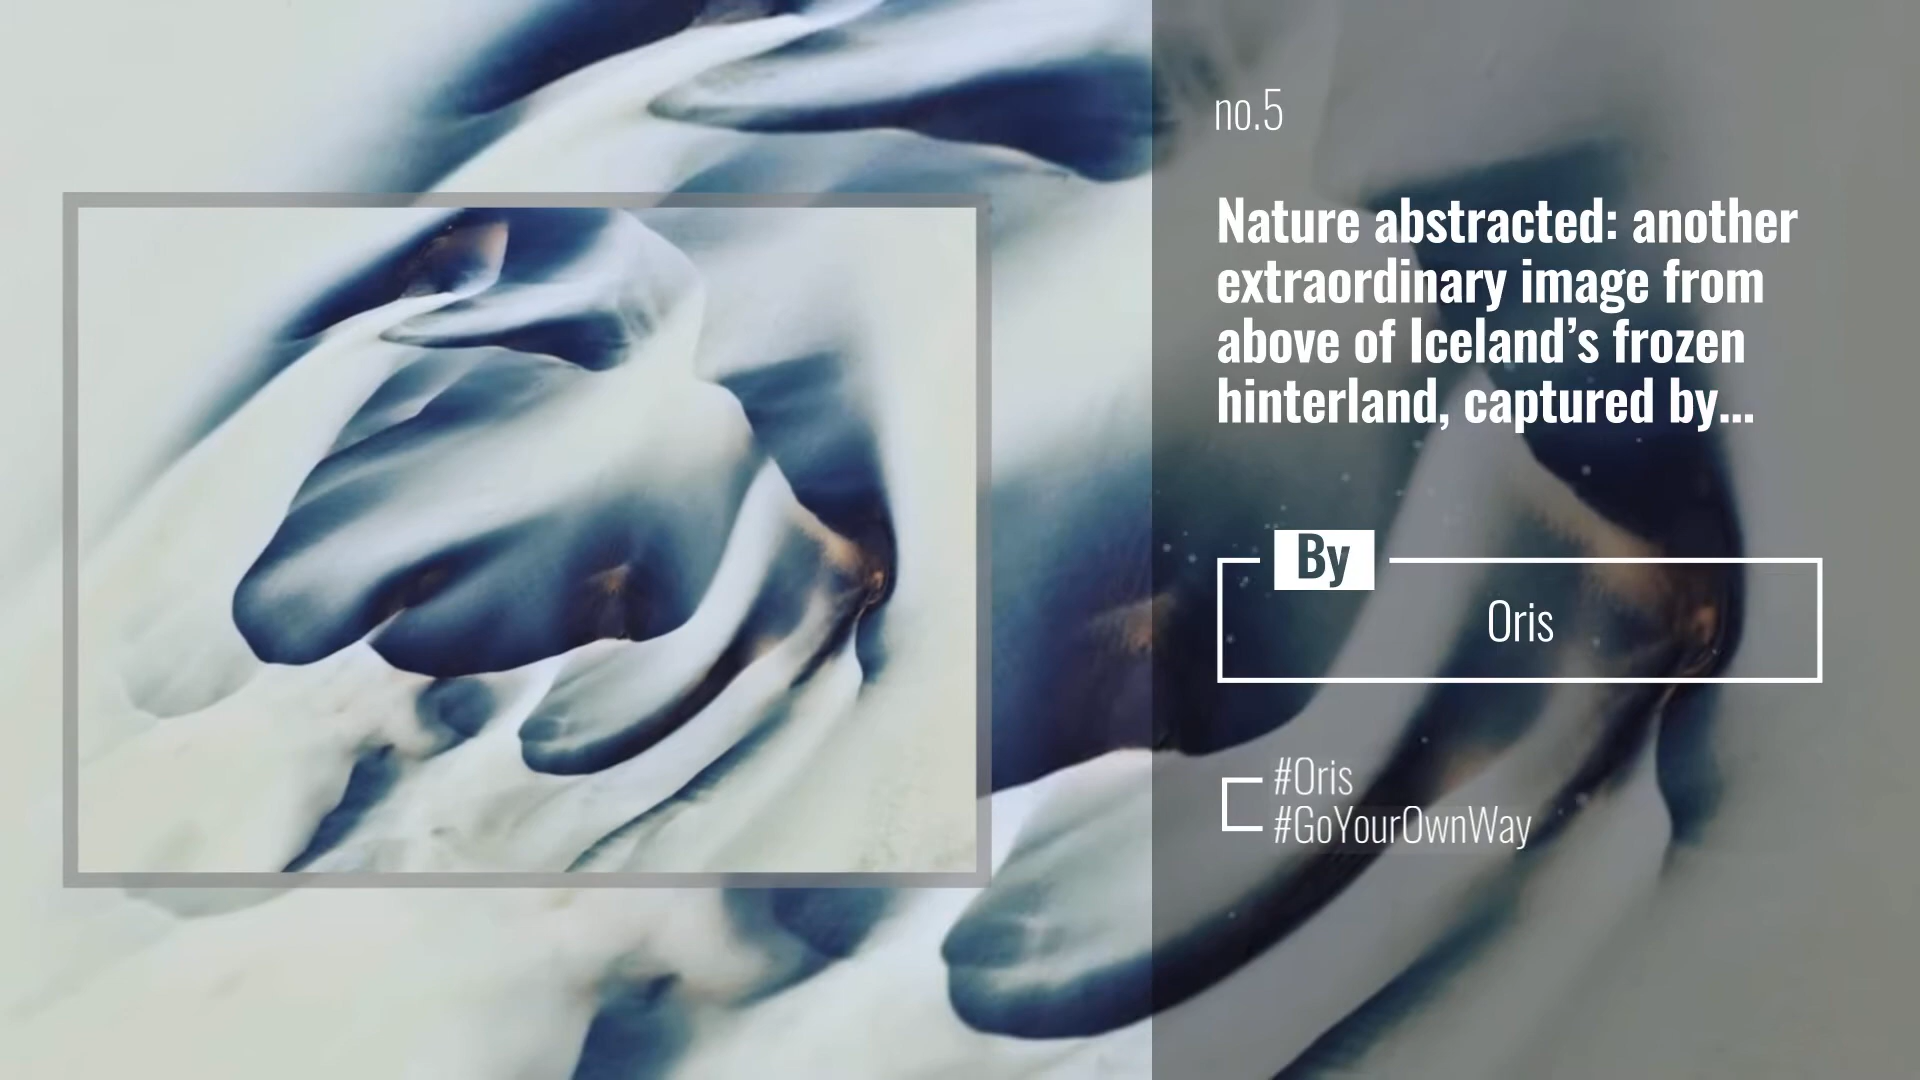 no.5
Nature abstracted: another
extraordinary image from
above of Iceland’s frozen
hinterland, captured by...
By
Oris
#Oris
#GoYourOwnWay